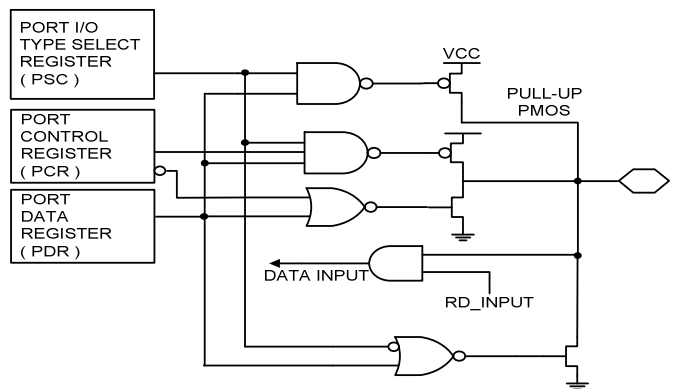 PORT I/O
TYPE SELECT
REGISTER
( PSC )
VCC
PULL-UP
PMOS
PORT
CONTROL
REGISTER
( PCR )
PORT
DATA
REGISTER
( PDR )
DATA INPUT
RD_INPUT